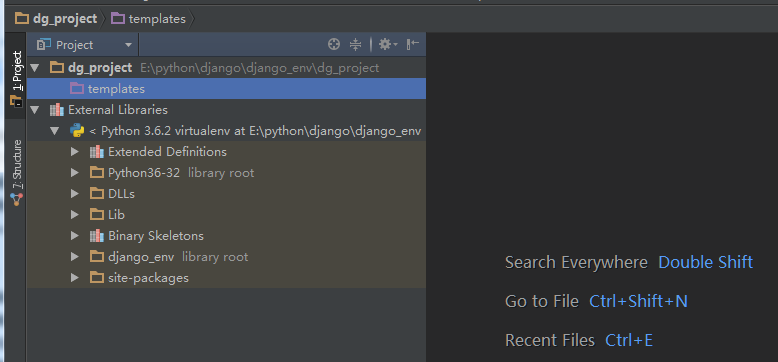 dg_project templates
Project
1: Project
dg_project E:\python\django\django_env\dg_project
templates
External Libraries
< Python 3.6.2 virtualenv at E:\python\django\django_env
7: Structure
Extended Definitions
Python36-32 library root
DLLs
Lib
Binary Skeletons
django_env library root
site-packages
Search Everywhere Double Shift
Go to File Ctrl+Shift+N
Recent Files Ctrl+E